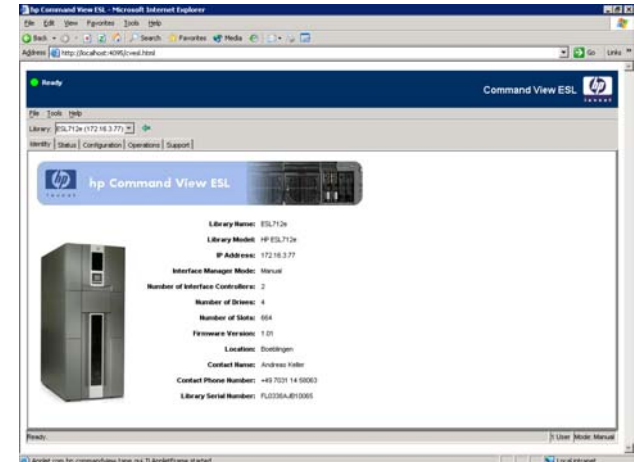 hp Command View ESL - Microsoft Internet Explorer
File Edit View Favorites Tools Help
Back Search Favorites Media
Address http://localhost:4095/cvesl.html Go Links »
Ready
Command View ESL
hp
invent
File Tools Help
Library: ESL712e (172.16.3.77)
Identity Status Configuration Operations Support
hp Command View ESL
Library Name: ESL712e
Library Model: HP ESL712e
IP Address: 172.16.3.77
Interface Manager Mode: Manual
Number of Interface Controllers: 2
Number of Drives: 4
Number of Slots: 664
Firmware Version: 1.01
Location: Boeblingen
Contact Name: Andreas Keller
Contact Phone Number: +49 7031 14 58063
Library Serial Number: FL0336AJB10065
Ready. 1 User Mode: Manual
Local intranet